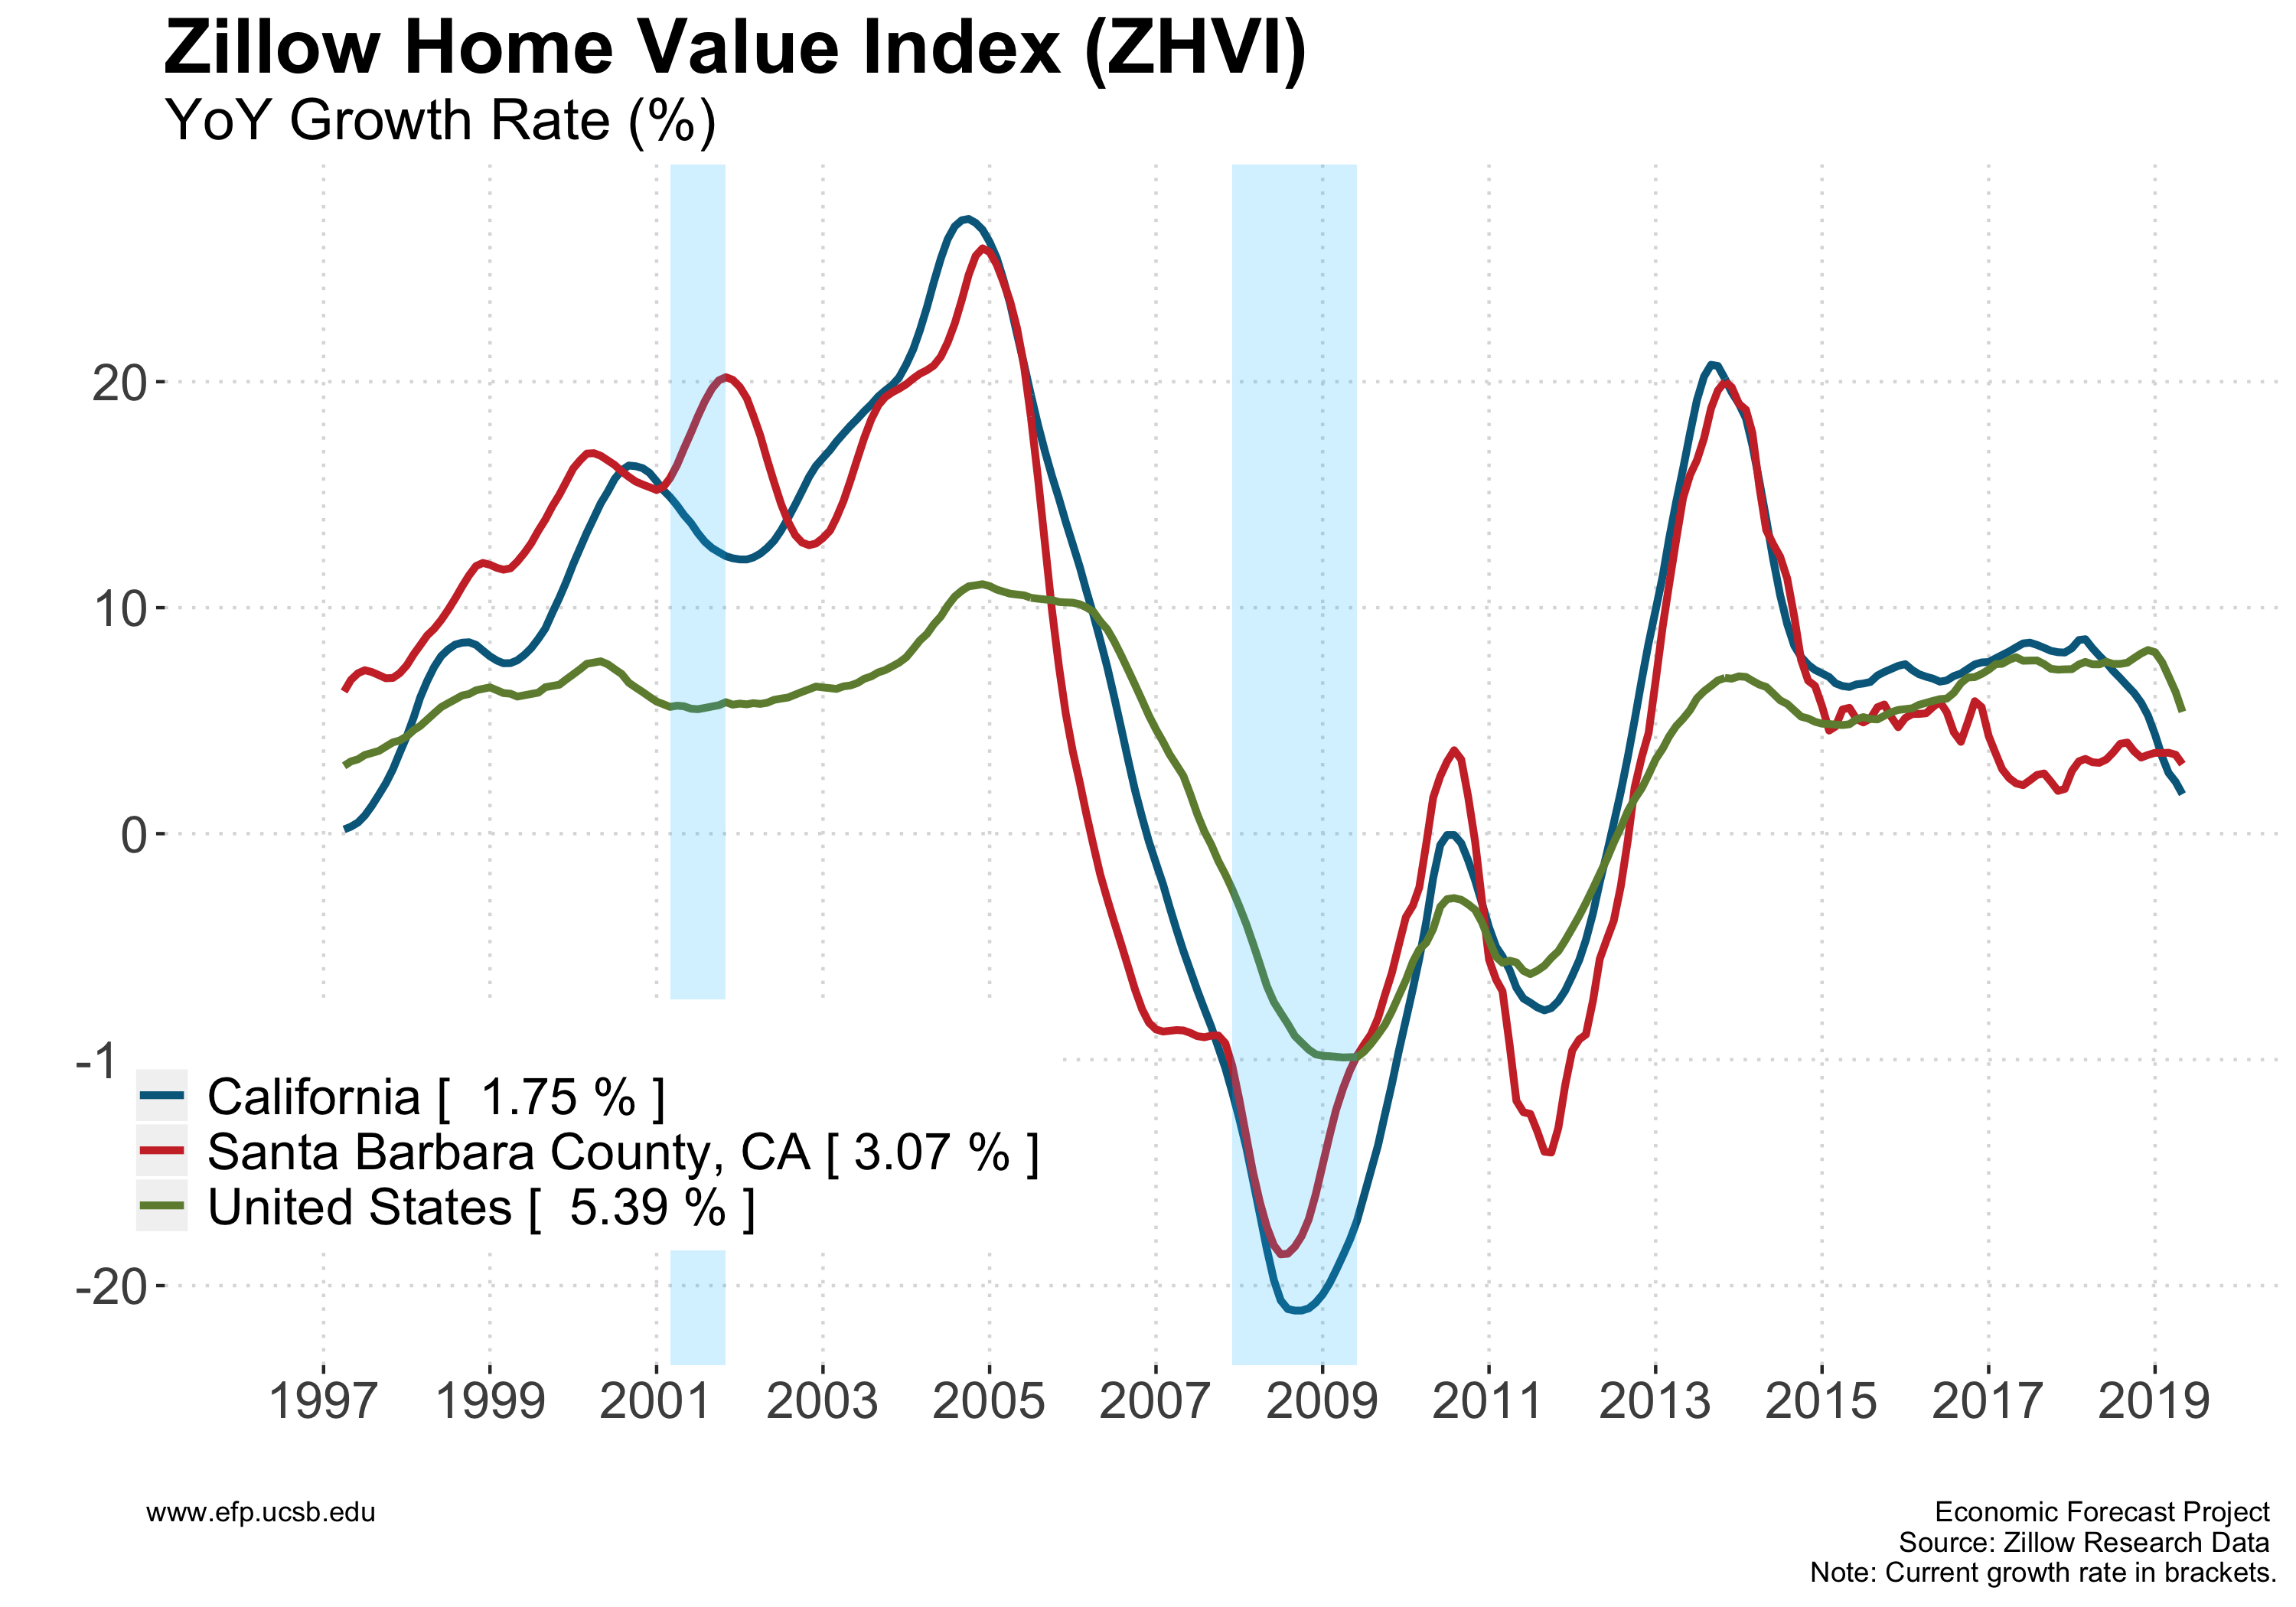 Zillow Home Value Index (ZHVI)
YoY Growth Rate (%)
20
10
0
-1
-20
California [  1.75 % ]
Santa Barbara County, CA [ 3.07 % ]
United States [  5.39 % ]
1997 1999 2001 2003 2005 2007 2009 2011 2013 2015 2017 2019
www.efp.ucsb.edu
Economic Forecast Project
Source: Zillow Research Data
Note: Current growth rate in brackets.